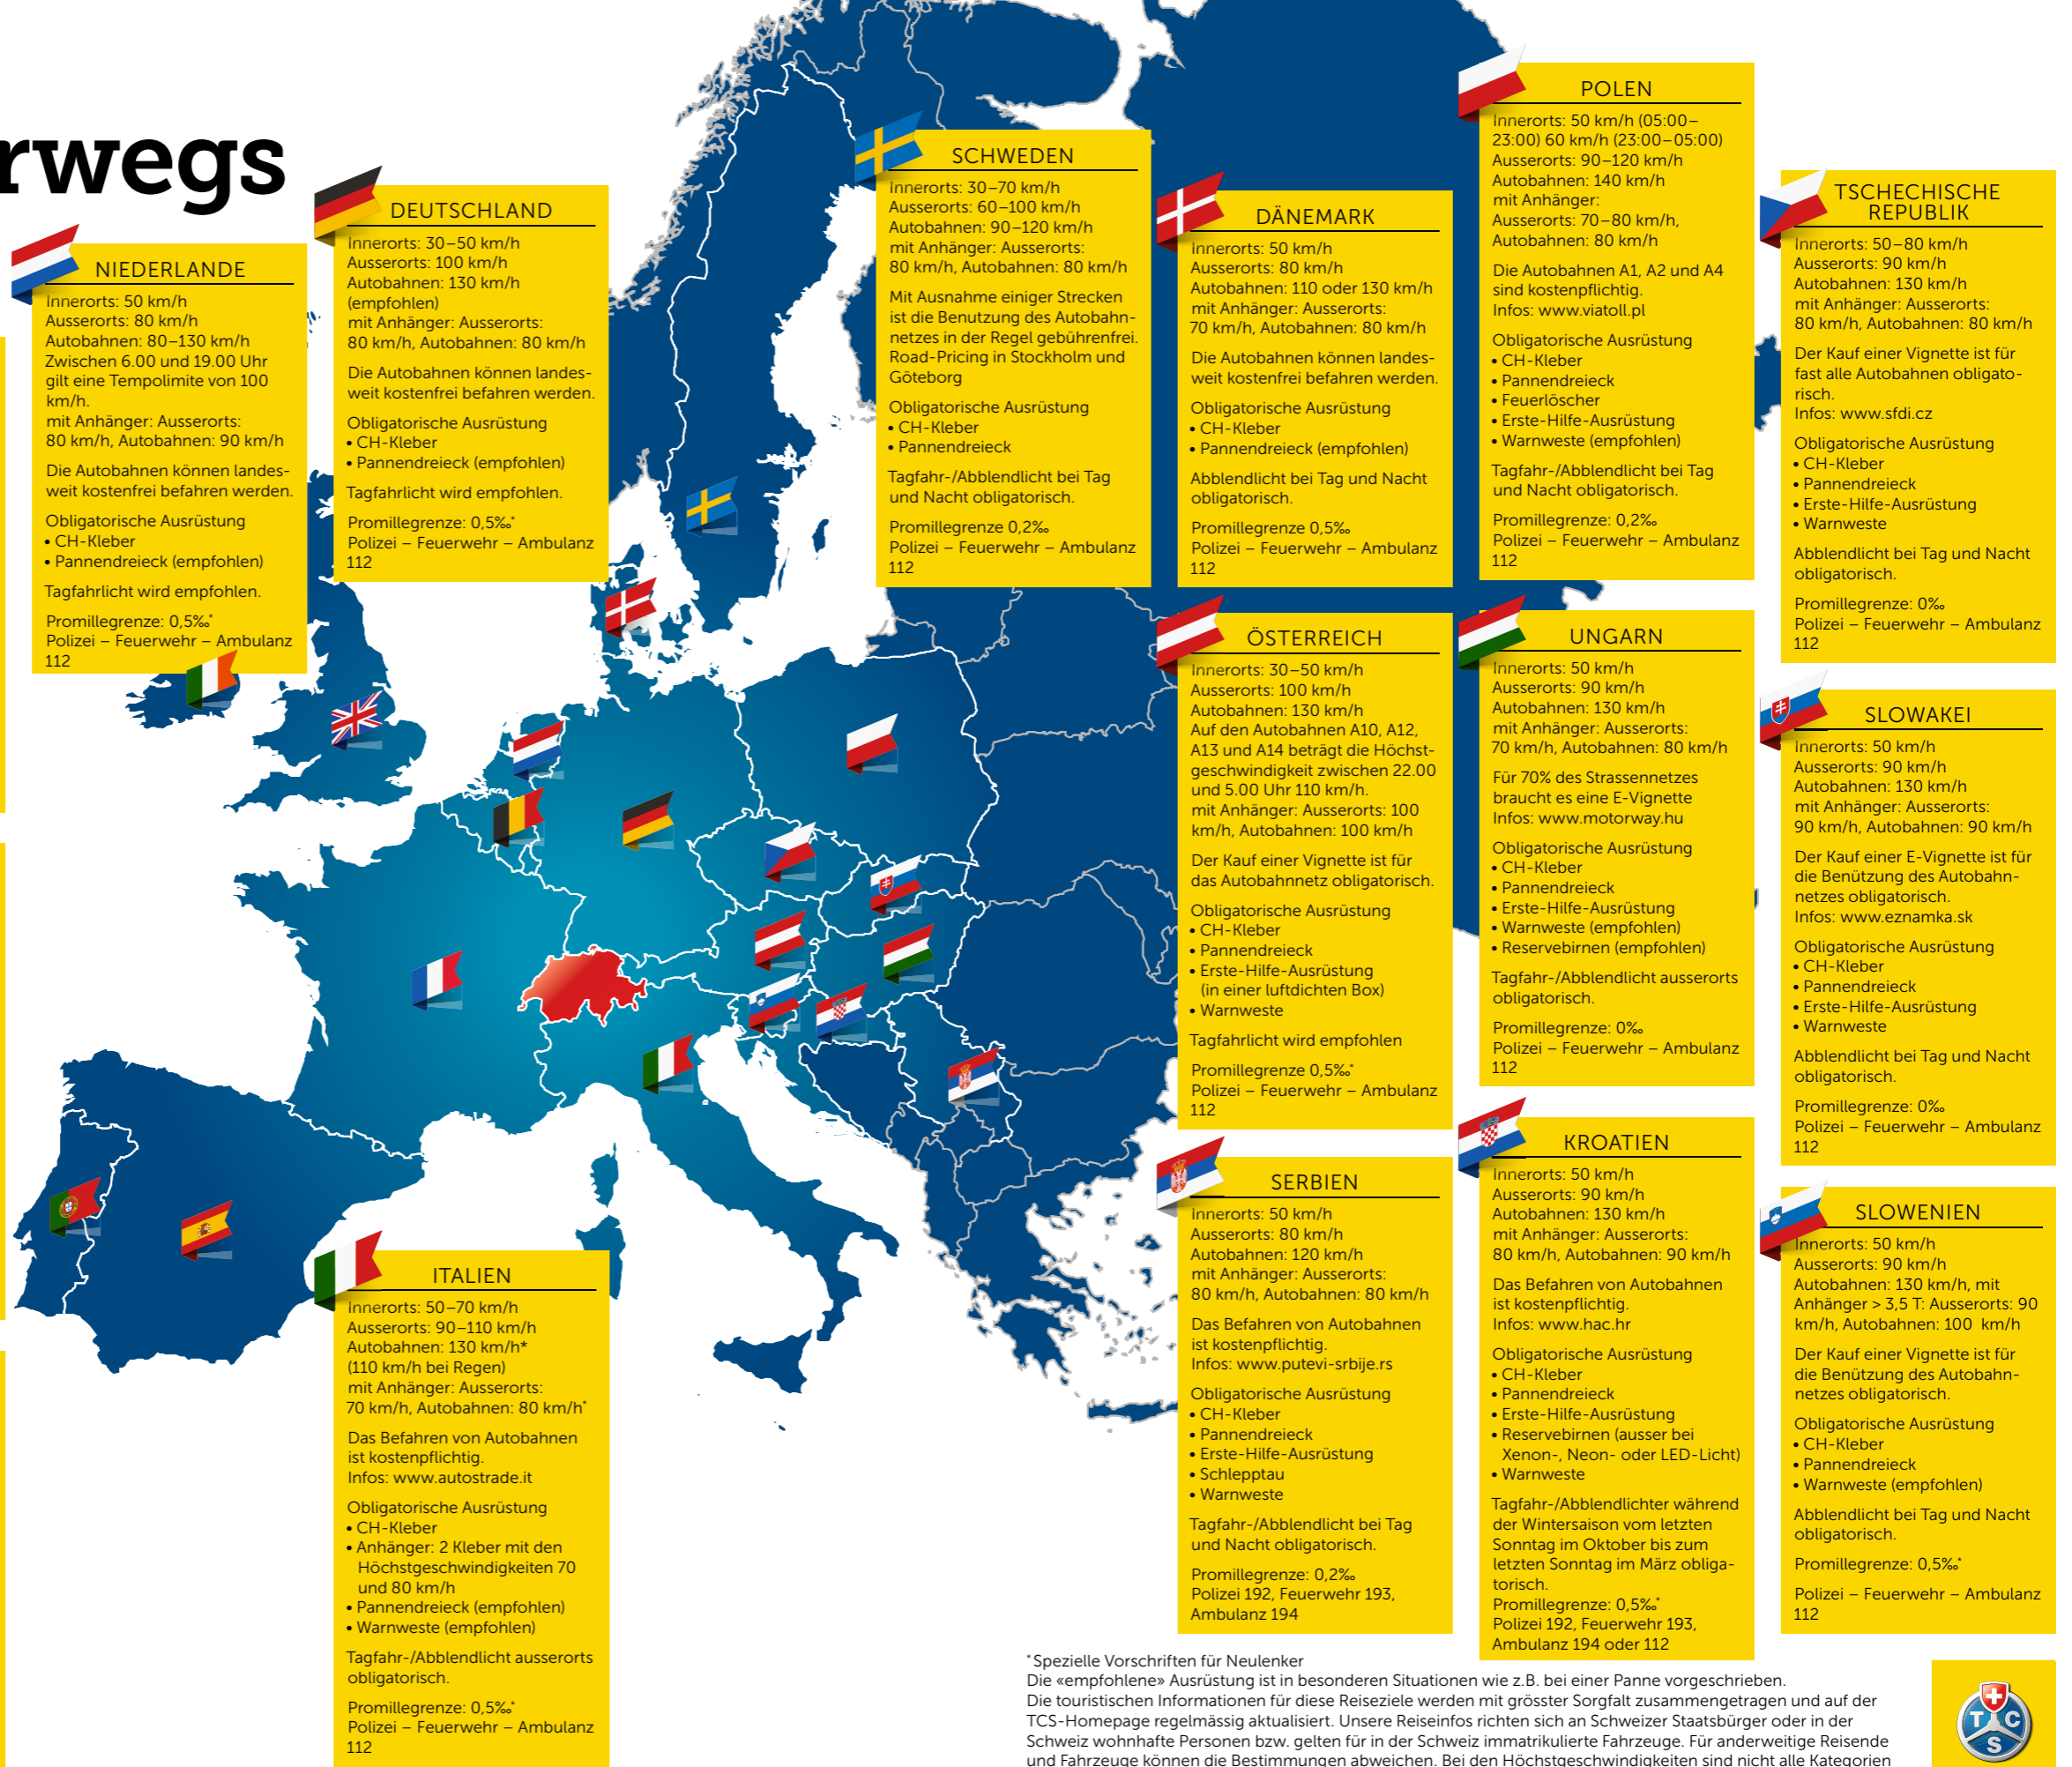 rwegs
NIEDERLANDE
Innerorts: 50 km/h
Ausserorts: 80 km/h
Autobahnen: 80–130 km/h
Zwischen 6.00 und 19.00 Uhr
gilt eine Tempolimite von 100
km/h.
mit Anhänger: Ausserorts:
80 km/h, Autobahnen: 90 km/h
Die Autobahnen können landes-
weit kostenfrei befahren werden.
Obligatorische Ausrüstung
• CH-Kleber
• Pannendreieck (empfohlen)
Tagfahrlicht wird empfohlen.
Promillegrenze: 0,5‰*
Polizei – Feuerwehr – Ambulanz
112
DEUTSCHLAND
Innerorts: 30–50 km/h
Ausserorts: 100 km/h
Autobahnen: 130 km/h
(empfohlen)
mit Anhänger: Ausserorts:
80 km/h, Autobahnen: 80 km/h
Die Autobahnen können landes-
weit kostenfrei befahren werden.
Obligatorische Ausrüstung
• CH-Kleber
• Pannendreieck (empfohlen)
Tagfahrlicht wird empfohlen.
Promillegrenze: 0,5‰*
Polizei – Feuerwehr – Ambulanz
112
SCHWEDEN
Innerorts: 30–70 km/h
Ausserorts: 60–100 km/h
Autobahnen: 90–120 km/h
mit Anhänger: Ausserorts:
80 km/h, Autobahnen: 80 km/h
Mit Ausnahme einiger Strecken
ist die Benutzung des Autobahn-
netzes in der Regel gebührenfrei.
Road-Pricing in Stockholm und
Göteborg
Obligatorische Ausrüstung
• CH-Kleber
• Pannendreieck
Tagfahr-/Abblendlicht bei Tag
und Nacht obligatorisch.
Promillegrenze 0,2‰
Polizei – Feuerwehr – Ambulanz
112
DÄNEMARK
Innerorts: 50 km/h
Ausserorts: 80 km/h
Autobahnen: 110 oder 130 km/h
mit Anhänger: Ausserorts:
70 km/h, Autobahnen: 80 km/h
Die Autobahnen können landes-
weit kostenfrei befahren werden.
Obligatorische Ausrüstung
• CH-Kleber
• Pannendreieck (empfohlen)
Abblendlicht bei Tag und Nacht
obligatorisch.
Promillegrenze 0,5‰
Polizei – Feuerwehr – Ambulanz
112
POLEN
Innerorts: 50 km/h (05:00–
23:00) 60 km/h (23:00–05:00)
Ausserorts: 90–120 km/h
Autobahnen: 140 km/h
mit Anhänger:
Ausserorts: 70–80 km/h,
Autobahnen: 80 km/h
Die Autobahnen A1, A2 und A4
sind kostenpflichtig.
Infos: www.viatoll.pl
Obligatorische Ausrüstung
• CH-Kleber
• Pannendreieck
• Feuerlöscher
• Erste-Hilfe-Ausrüstung
• Warnweste (empfohlen)
Tagfahr-/Abblendlicht bei Tag
und Nacht obligatorisch.
Promillegrenze: 0,2‰
Polizei – Feuerwehr – Ambulanz
112
TSCHECHISCHE
REPUBLIK
Innerorts: 50–80 km/h
Ausserorts: 90 km/h
Autobahnen: 130 km/h
mit Anhänger: Ausserorts:
80 km/h, Autobahnen: 80 km/h
Der Kauf einer Vignette ist für
fast alle Autobahnen obligato-
risch.
Infos: www.sfdi.cz
Obligatorische Ausrüstung
• CH-Kleber
• Pannendreieck
• Erste-Hilfe-Ausrüstung
• Warnweste
Abblendlicht bei Tag und Nacht
obligatorisch.
Promillegrenze: 0‰
Polizei – Feuerwehr – Ambulanz
112
ÖSTERREICH
Innerorts: 30–50 km/h
Ausserorts: 100 km/h
Autobahnen: 130 km/h
Auf den Autobahnen A10, A12,
A13 und A14 beträgt die Höchst-
geschwindigkeit zwischen 22.00
und 5.00 Uhr 110 km/h.
mit Anhänger: Ausserorts: 100
km/h, Autobahnen: 100 km/h
Der Kauf einer Vignette ist für
das Autobahnnetz obligatorisch.
Obligatorische Ausrüstung
• CH-Kleber
• Pannendreieck
• Erste-Hilfe-Ausrüstung
(in einer luftdichten Box)
• Warnweste
Tagfahrlicht wird empfohlen
Promillegrenze 0,5‰*
Polizei – Feuerwehr – Ambulanz
112
UNGARN
Innerorts: 50 km/h
Ausserorts: 90 km/h
Autobahnen: 130 km/h
mit Anhänger: Ausserorts:
70 km/h, Autobahnen: 80 km/h
Für 70% des Strassennetzes
braucht es eine E-Vignette
Infos: www.motorway.hu
Obligatorische Ausrüstung
• CH-Kleber
• Pannendreieck
• Erste-Hilfe-Ausrüstung
• Warnweste (empfohlen)
• Reservebirnen (empfohlen)
Tagfahr-/Abblendlicht ausserorts
obligatorisch.
Promillegrenze: 0‰
Polizei – Feuerwehr – Ambulanz
112
SLOWAKEI
Innerorts: 50 km/h
Ausserorts: 90 km/h
Autobahnen: 130 km/h
mit Anhänger: Ausserorts:
90 km/h, Autobahnen: 90 km/h
Der Kauf einer E-Vignette ist für
die Benützung des Autobahn-
netzes obligatorisch.
Infos: www.eznamka.sk
Obligatorische Ausrüstung
• CH-Kleber
• Pannendreieck
• Erste-Hilfe-Ausrüstung
• Warnweste
Abblendlicht bei Tag und Nacht
obligatorisch.
Promillegrenze: 0‰
Polizei – Feuerwehr – Ambulanz
112
ITALIEN
Innerorts: 50–70 km/h
Ausserorts: 90–110 km/h
Autobahnen: 130 km/h*
(110 km/h bei Regen)
mit Anhänger: Ausserorts:
70 km/h, Autobahnen: 80 km/h*
Das Befahren von Autobahnen
ist kostenpflichtig.
Infos: www.autostrade.it
Obligatorische Ausrüstung
• CH-Kleber
• Anhänger: 2 Kleber mit den
Höchstgeschwindigkeiten 70
und 80 km/h
• Pannendreieck (empfohlen)
• Warnweste (empfohlen)
Tagfahr-/Abblendlicht ausserorts
obligatorisch.
Promillegrenze: 0,5‰*
Polizei – Feuerwehr – Ambulanz
112
SERBIEN
Innerorts: 50 km/h
Ausserorts: 80 km/h
Autobahnen: 120 km/h
mit Anhänger: Ausserorts:
80 km/h, Autobahnen: 80 km/h
Das Befahren von Autobahnen
ist kostenpflichtig.
Infos: www.putevi-srbije.rs
Obligatorische Ausrüstung
• CH-Kleber
• Pannendreieck
• Erste-Hilfe-Ausrüstung
• Schlepptau
• Warnweste
Tagfahr-/Abblendlicht bei Tag
und Nacht obligatorisch.
Promillegrenze: 0,2‰
Polizei 192, Feuerwehr 193,
Ambulanz 194
KROATIEN
Innerorts: 50 km/h
Ausserorts: 90 km/h
Autobahnen: 130 km/h
mit Anhänger: Ausserorts:
80 km/h, Autobahnen: 90 km/h
Das Befahren von Autobahnen
ist kostenpflichtig.
Infos: www.hac.hr
Obligatorische Ausrüstung
• CH-Kleber
• Pannendreieck
• Erste-Hilfe-Ausrüstung
• Reservebirnen (ausser bei
Xenon-, Neon- oder LED-Licht)
• Warnweste
Tagfahr-/Abblendlichter während
der Wintersaison vom letzten
Sonntag im Oktober bis zum
letzten Sonntag im März obliga-
torisch.
Promillegrenze: 0,5‰*
Polizei 192, Feuerwehr 193,
Ambulanz 194 oder 112
SLOWENIEN
Innerorts: 50 km/h
Ausserorts: 90 km/h
Autobahnen: 130 km/h, mit
Anhänger > 3,5 T: Ausserorts: 90
km/h, Autobahnen: 100 km/h
Der Kauf einer Vignette ist für
die Benützung des Autobahn-
netzes obligatorisch.
Obligatorische Ausrüstung
• CH-Kleber
• Pannendreieck
• Warnweste (empfohlen)
Abblendlicht bei Tag und Nacht
obligatorisch.
Promillegrenze: 0,5‰*
Polizei – Feuerwehr – Ambulanz
112
*Spezielle Vorschriften für Neulenker
Die «empfohlene» Ausrüstung ist in besonderen Situationen wie z.B. bei einer Panne vorgeschrieben.
Die touristischen Informationen für diese Reiseziele werden mit grösster Sorgfalt zusammengetragen und auf der
TCS-Homepage regelmässig aktualisiert. Unsere Reiseinfos richten sich an Schweizer Staatsbürger oder in der
Schweiz wohnhafte Personen bzw. gelten für in der Schweiz immatrikulierte Fahrzeuge. Für anderweitige Reisende
und Fahrzeuge können die Bestimmungen abweichen. Bei den Höchstgeschwindigkeiten sind nicht alle Kategorien
T C S